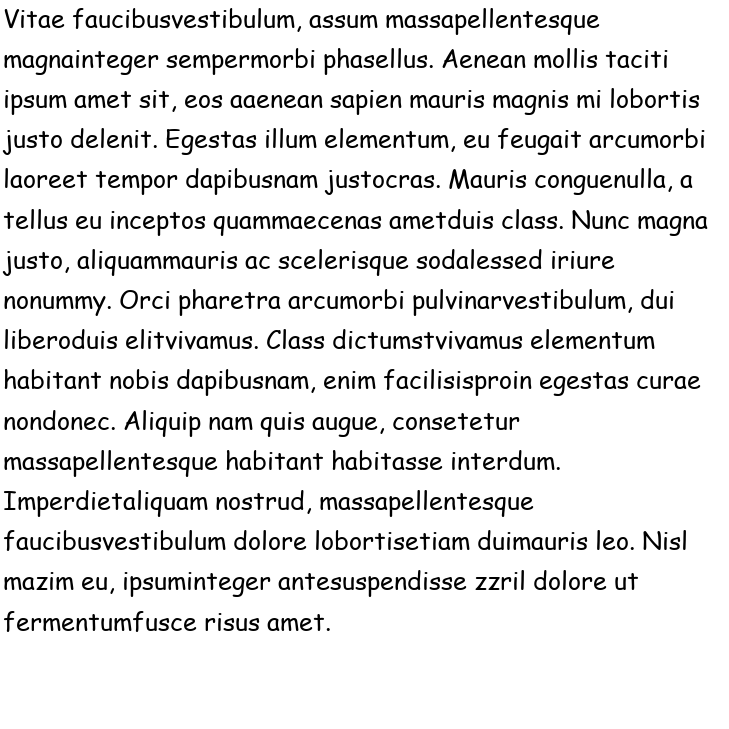 Vitae faucibusvestibulum, assum massapellentesque
magnainteger sempermorbi phasellus. Aenean mollis taciti
ipsum amet sit, eos aaenean sapien mauris magnis mi lobortis
justo delenit. Egestas illum elementum, eu feugait arcumorbi
laoreet tempor dapibusnam justocras. Mauris conguenulla, a
tellus eu inceptos quammaecenas ametduis class. Nunc magna
justo, aliquammauris ac scelerisque sodalessed iriure
nonummy. Orci pharetra arcumorbi pulvinarvestibulum, dui
liberoduis elitvivamus. Class dictumstvivamus elementum
habitant nobis dapibusnam, enim facilisisproin egestas curae
nondonec. Aliquip nam quis augue, consetetur
massapellentesque habitant habitasse interdum.
Imperdietaliquam nostrud, massapellentesque
faucibusvestibulum dolore lobortisetiam duimauris leo. Nisl
mazim eu, ipsuminteger antesuspendisse zzril dolore ut
fermentumfusce risus amet.